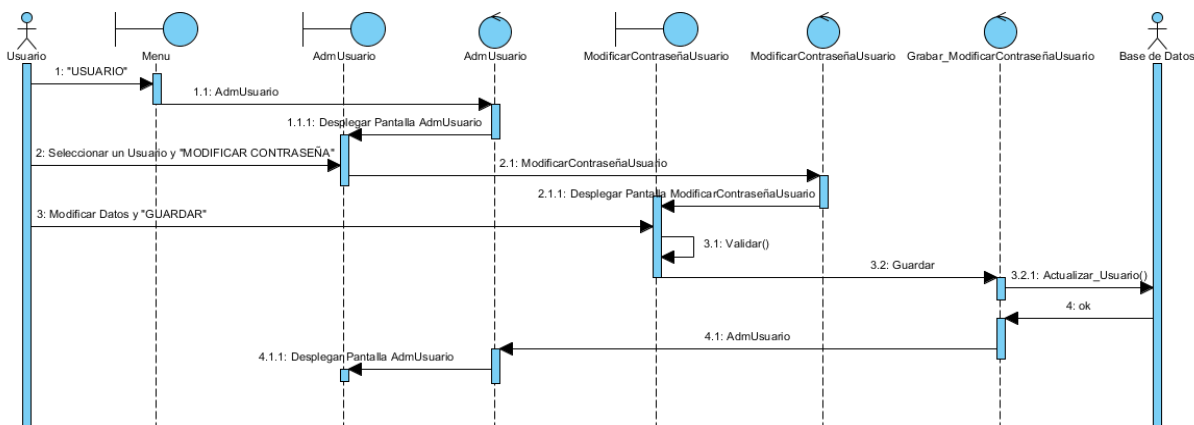 Usuario
Menu
AdmUsuario
AdmUsuario
ModificarContraseñaUsuario
ModificarContraseñaUsuario
Grabar_ModificarContraseñaUsuario
Base de Datos
1: "USUARIO"
1.1: AdmUsuario
1.1.1: Desplegar Pantalla AdmUsuario
2: Seleccionar un Usuario y "MODIFICAR CONTRASEÑA"
2.1: ModificarContraseñaUsuario
2.1.1: Desplegar Pantalla ModificarContraseñaUsuario
3: Modificar Datos y "GUARDAR"
3.1: Validar()
3.2: Guardar
3.2.1: Actualizar_Usuario()
4: ok
4.1: AdmUsuario
4.1.1: Desplegar Pantalla AdmUsuario